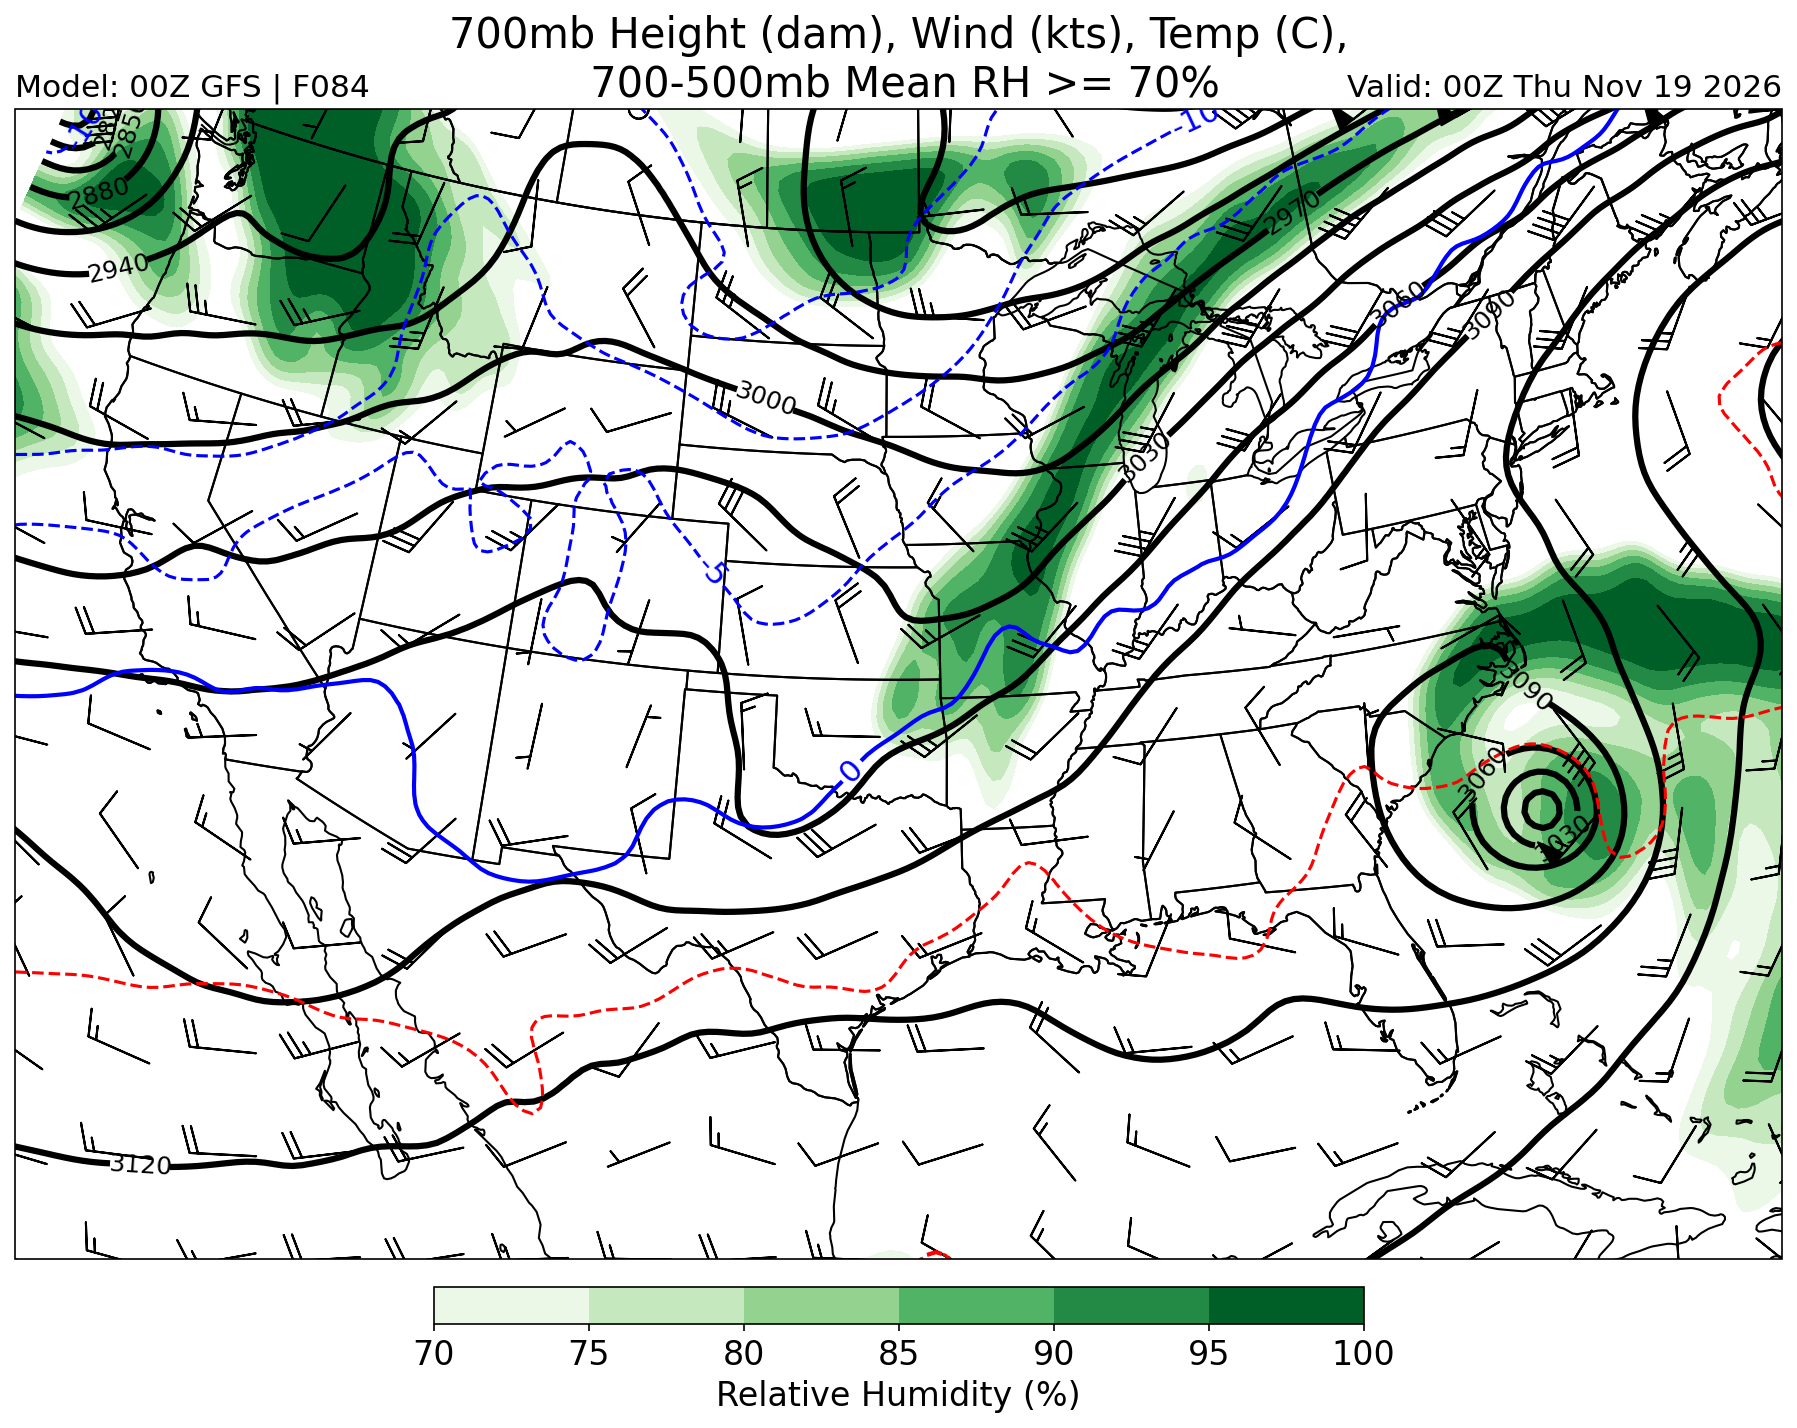 700mb Height (dam), Wind (kts), Temp (C),
700-500mb Mean RH >= 70%
Model: 00Z GFS | F084
Valid: 00Z Thu Nov 19 2026
-10
2880
2940
2970
3000
3030
3060
3090
-5
0
3090
3060
3030
3120
70 75 80 85 90 95 100
Relative Humidity (%)